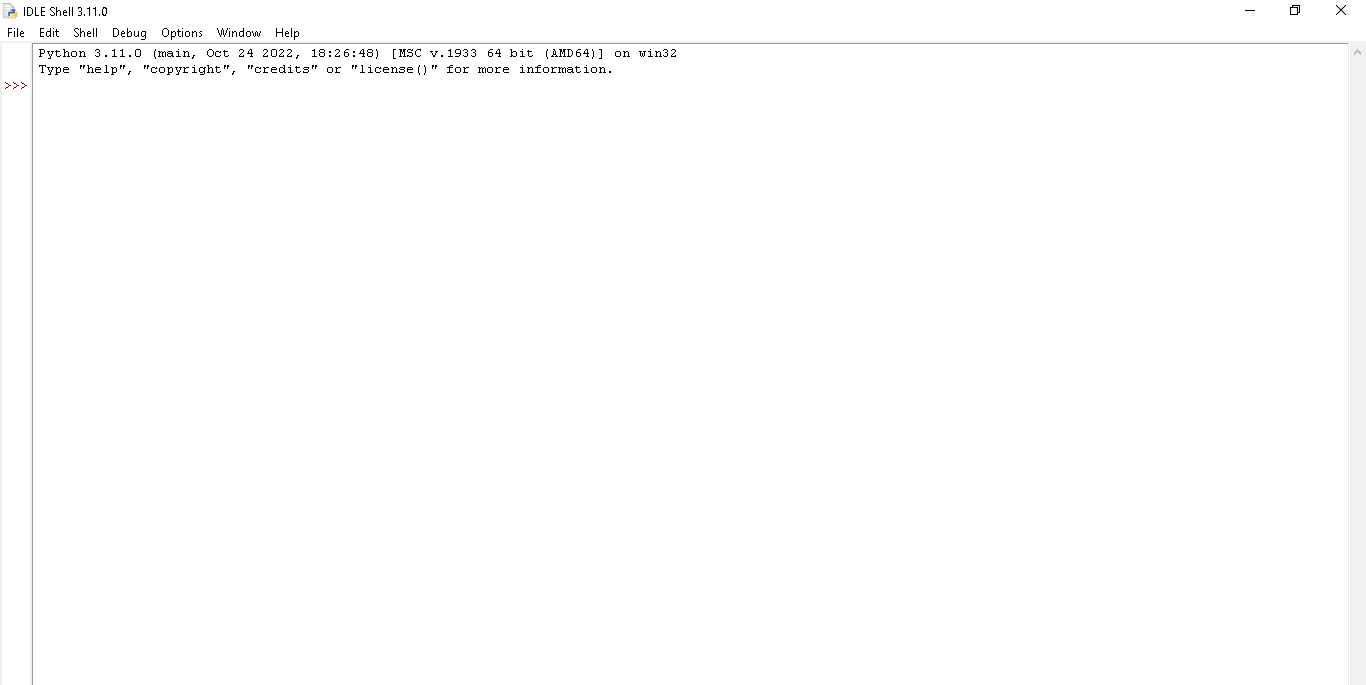 IDLE Shell 3.11.0
File Edit Shell Debug Options Window Help
Python 3.11.0 (main, Oct 24 2022, 18:26:48) [MSC v.1933 64 bit (AMD64)] on win32
Type "help", "copyright", "credits" or "license()" for more information.
>>>